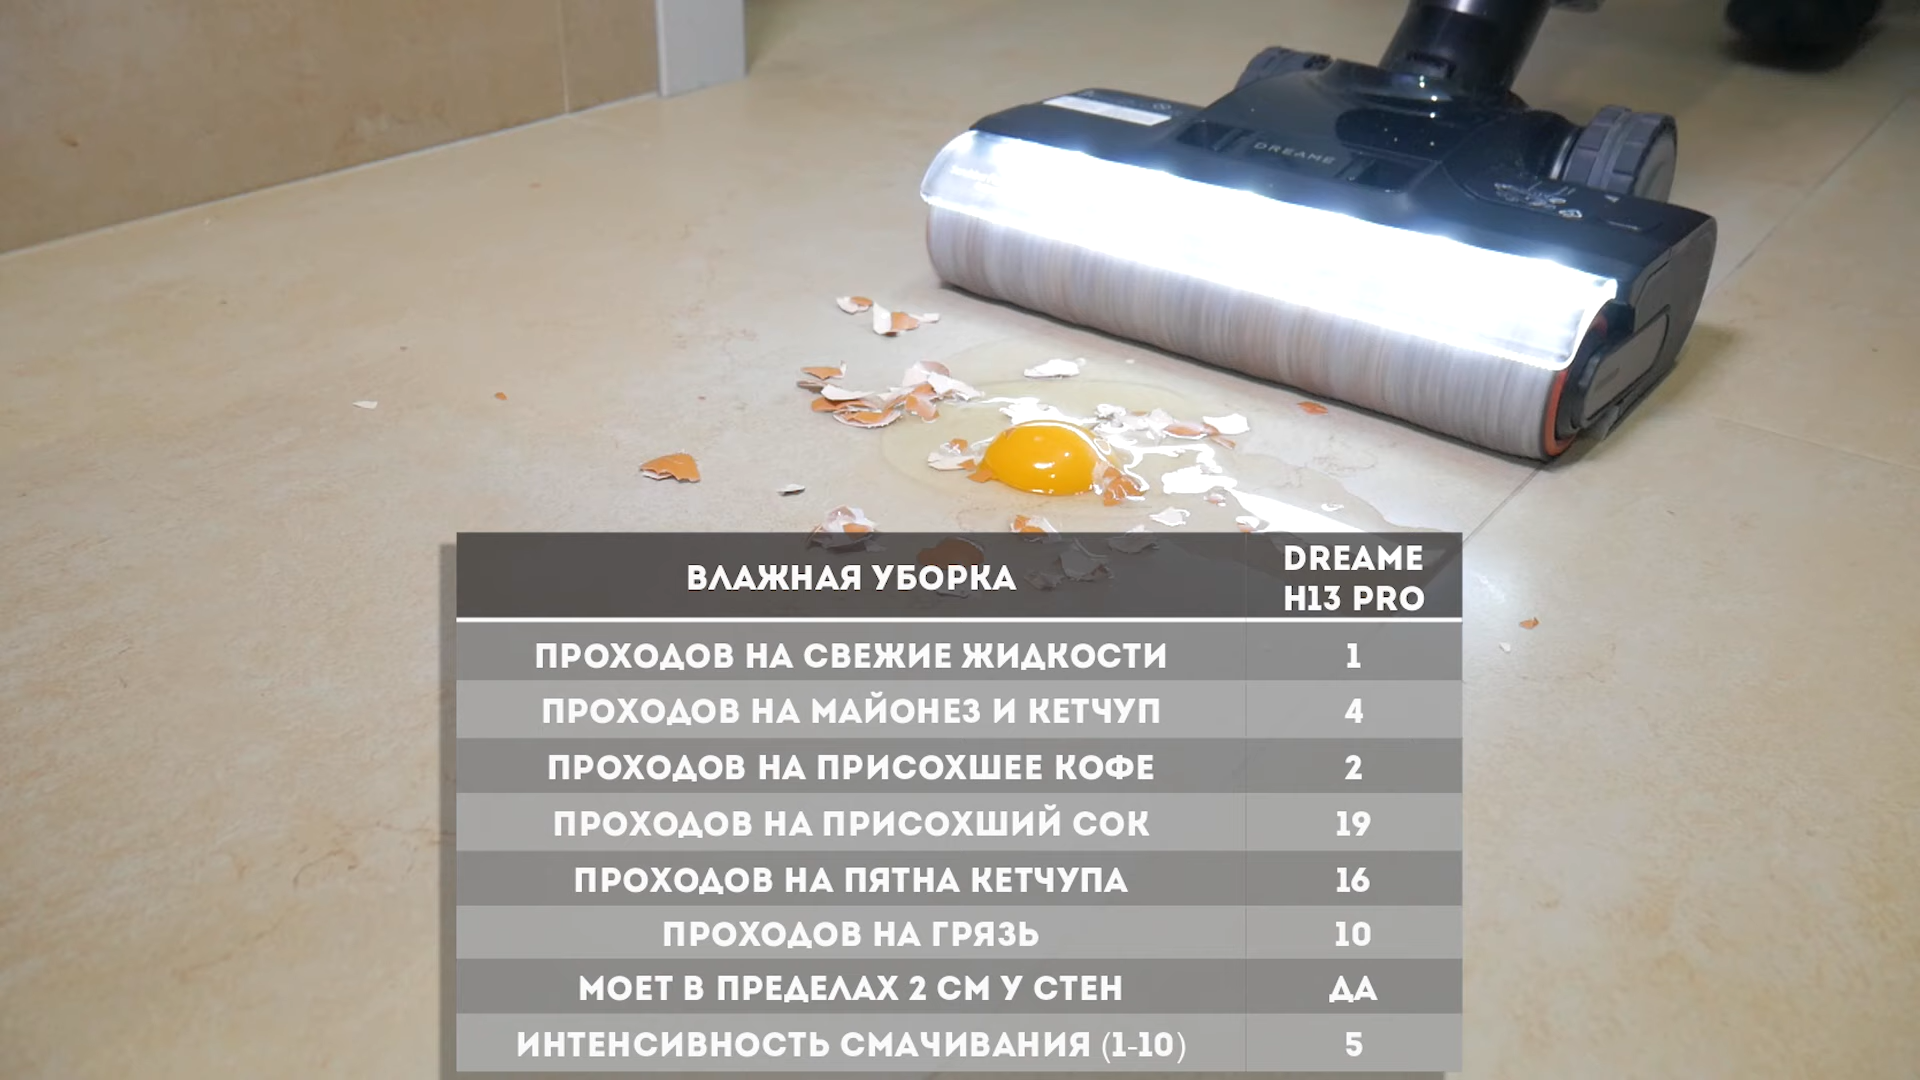 DREAME
ВЛАЖНАЯ УБОРКА
DREAME
H13 PRO
ПРОХОДОВ НА СВЕЖИЕ ЖИДКОСТИ 1
ПРОХОДОВ НА МАЙОНЕЗ И КЕТЧУП 4
ПРОХОДОВ НА ПРИСОХШЕЕ КОФЕ 2
ПРОХОДОВ НА ПРИСОХШИЙ СОК 19
ПРОХОДОВ НА ПЯТНА КЕТЧУПА 16
ПРОХОДОВ НА ГРЯЗЬ 10
МОЕТ В ПРЕДЕЛАХ 2 СМ У СТЕН ДА
ИНТЕНСИВНОСТЬ СМАЧИВАНИЯ (1-10) 5